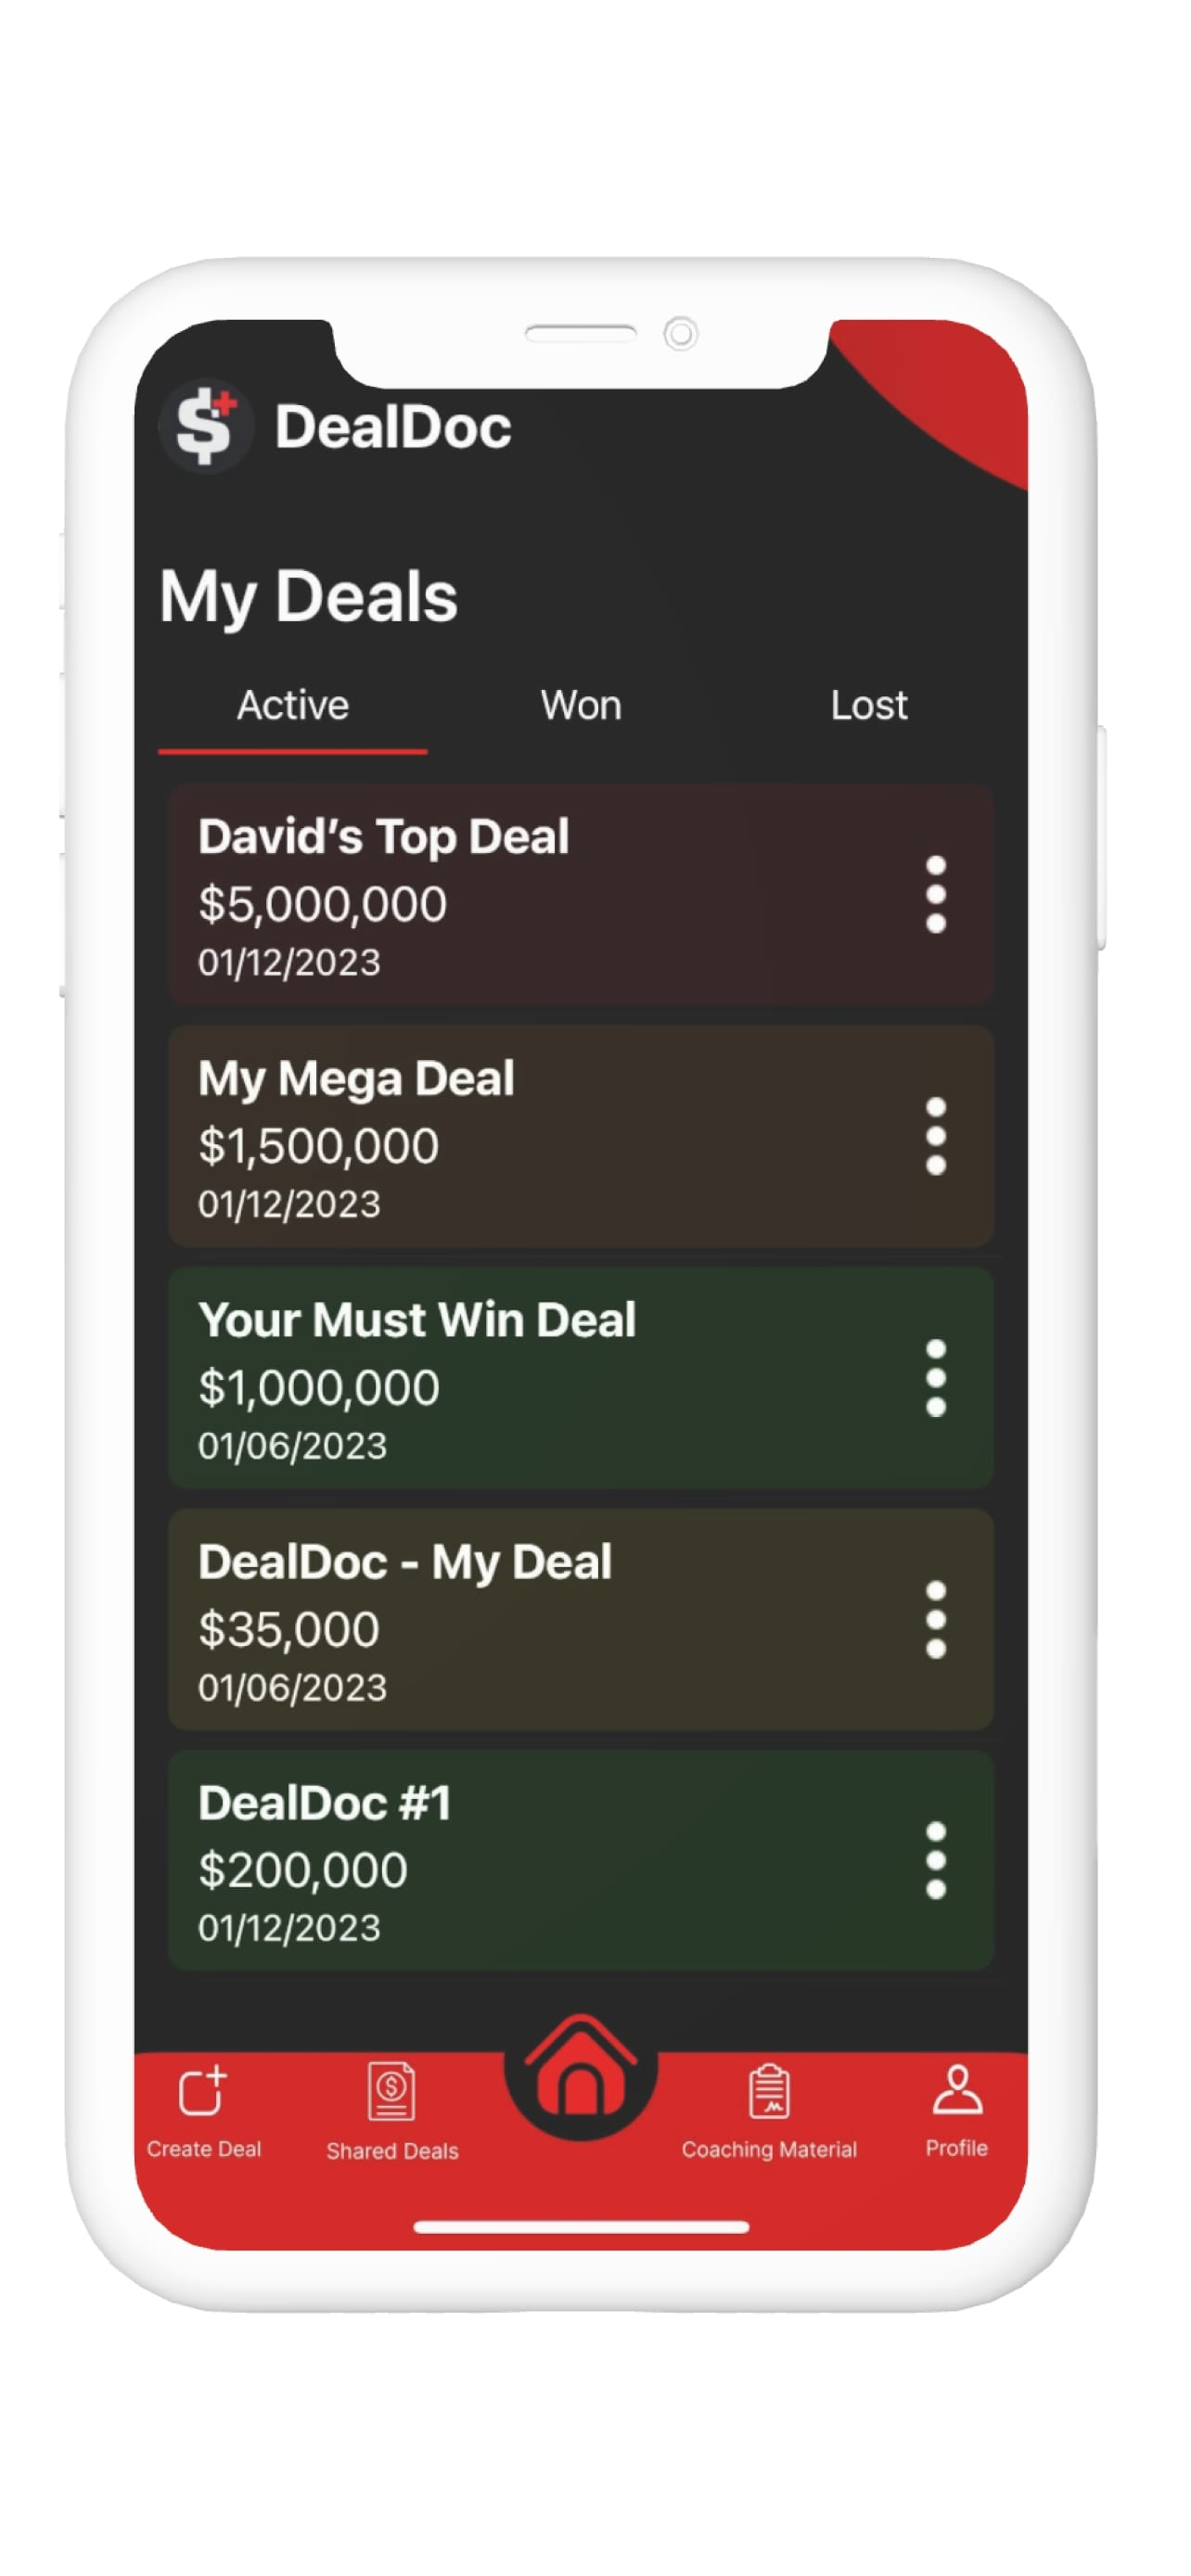 DealDoc
My Deals
Active Won Lost
David's Top Deal
$5,000,000
01/12/2023
My Mega Deal
$1,500,000
01/12/2023
Your Must Win Deal
$1,000,000
01/06/2023
DealDoc - My Deal
$35,000
01/06/2023
DealDoc #1
$200,000
01/12/2023
Create Deal Shared Deals Coaching Material Profile